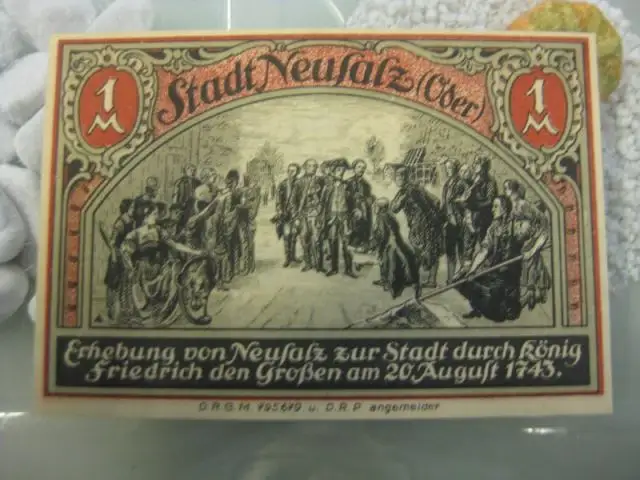 1 M
Stadt Neuſalz (Oder)
1 M
Erhebung von Neuſalz zur Stadt durch König
Friedrich den Großen am 20. Auguſt 1743.
D.R.G.M. 795679 u. D.R.P. angemeldet